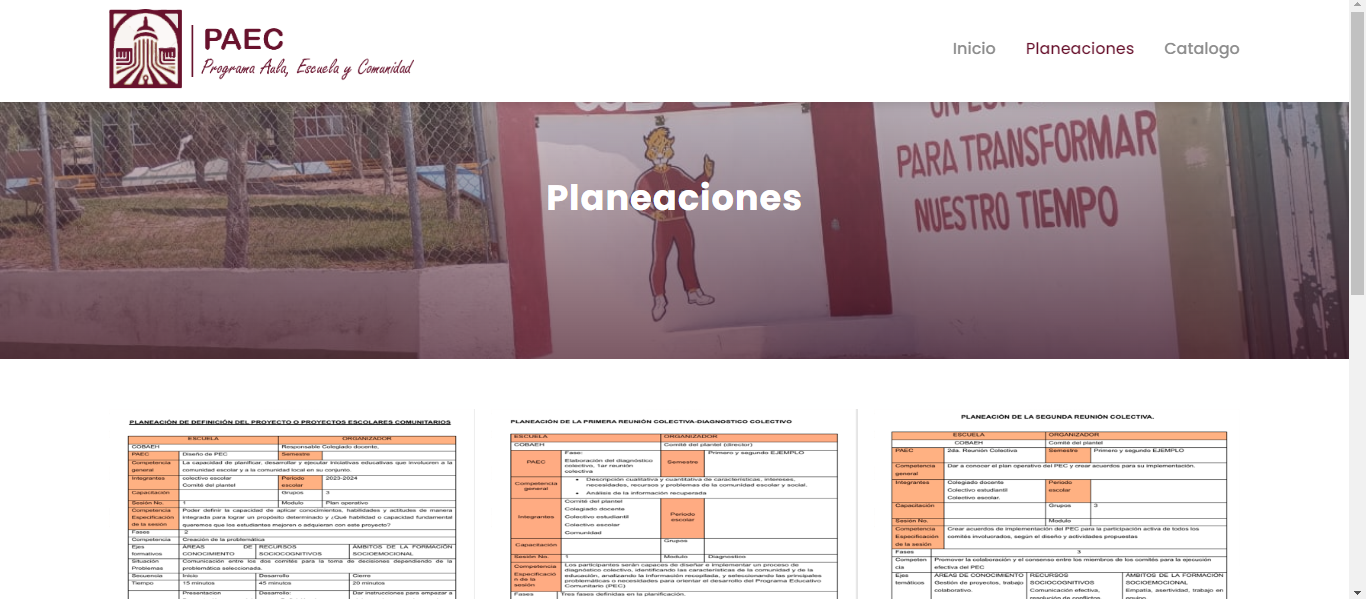 PAEC
Programa Aula, Escuela y Comunidad
Inicio Planeaciones Catalogo
PARA TRANSFORMAR
NUESTRO TIEMPO
Planeaciones
PLANEACIÓN DE DEFINICIÓN DEL PROYECTO O PROYECTOS ESCOLARES COMUNITARIOS
ESCUELA ORGANIZADOR
COBAEH Responsable Colegiado docente,
PAEC Diseño de PEC Semestre
Competencia general La capacidad de planificar, desarrollar y ejecutar iniciativas educativas que involucren a la comunidad escolar y a la comunidad local en su conjunto.
Integrantes colectivo escolar Comité del plantel Periodo escolar 2023-2024
Capacitación Grupos 3
Sesión No. 1 Modulo Plan operativo
Competencia Especificación de la sesión Poder definir la capacidad de aplicar conocimientos, habilidades y actitudes de manera integrada para lograr un propósito determinado y ¿Qué habilidad o capacidad fundamental queremos que los estudiantes mejoren o adquieran con este proyecto?
Fases 2
Competencia Creación de la problemática
Ejes formativos ÁREAS DE CONOCIMIENTO RECURSOS SOCIOCOGNITIVOS ÁMBITOS DE LA FORMACIÓN SOCIOEMOCIONAL
Situación Problemas Comunicación entre los dos comités para la toma de decisiones dependiendo de la problemática seleccionada.
Secuencia Inicio Desarrollo Cierre
Tiempo 15 minutos 45 minutos 20 minutos
Presentacion Desarrollo: Dar instrucciones para empezar a
PLANEACIÓN DE LA PRIMERA REUNIÓN COLECTIVA-DIAGNOSTICO COLECTIVO
ESCUELA ORGANIZADOR
COBAEH Comité del plantel (director)
PAEC Fase: Elaboración del diagnóstico colectivo, 1ar reunión colectiva Semestre Primero y segundo EJEMPLO
Competencia general • Descripción cualitativa y cuantitativa de características, intereses, necesidades, recursos y problemas de la comunidad escolar y social.
• Análisis de la información recuperada
Integrantes Comité del plantel Colegiado docente Colectivo estudiantil Colectivo escolar Comunidad Periodo escolar
Capacitación Grupos
Sesión No. 1 Modulo Diagnostico
Competencia Especificación de la sesión Los participantes serán capaces de diseñar e implementar un proceso de diagnóstico colectivo, identificando las características de la comunidad y de la educación, analizando la información recopilada, y seleccionando las principales problemáticas o necesidades para orientar el desarrollo del Programa Educativo Comunitario (PEC)
Fases Tres fases definidas en la planificación.
PLANEACIÓN DE LA SEGUNDA REUNIÓN COLECTIVA.
ESCUELA ORGANIZADOR
COBAEH Comité del plantel
PAEC 2da. Reunión Colectiva Semestre Primero y segundo EJEMPLO
Competencia general Dar a conocer el plan operativo del PEC y crear acuerdos para su implementación.
Integrantes Colegiado docente Colectivo estudiantil Colectivo escolar. Periodo escolar
Capacitación Grupos 3
Sesión No. Modulo
Competencia Especificación de la sesión Crear acuerdos de implementación del PEC para la participación activa de todos los comités involucrados, según el diseño y actividades propuestas
Fases 3
Competencia Promover la colaboración y el consenso entre los miembros de los comités para la ejecución efectiva del PEC
Ejes temáticos ÁREAS DE CONOCIMIENTO Gestión de proyectos, trabajo colaborativo. RECURSOS SOCIOCOGNITIVOS Comunicación efectiva, resolución de conflictos, ÁMBITOS DE LA FORMACIÓN SOCIOEMOCIONAL Empatía, asertividad, trabajo en equipo